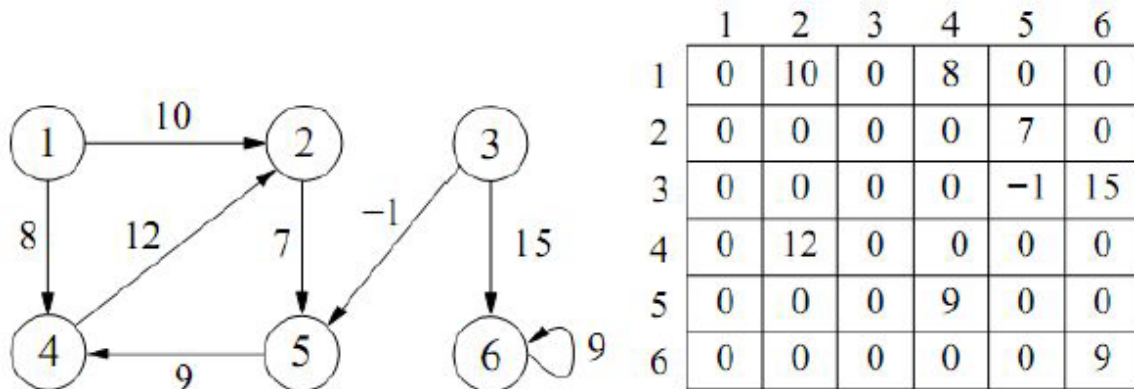 10
1 2 3
8 12 7 −1 15
4 5 6 9
9
1 2 3 4 5 6
1 0 10 0 8 0 0
2 0 0 0 0 7 0
3 0 0 0 0 −1 15
4 0 12 0 0 0 0
5 0 0 0 9 0 0
6 0 0 0 0 0 9